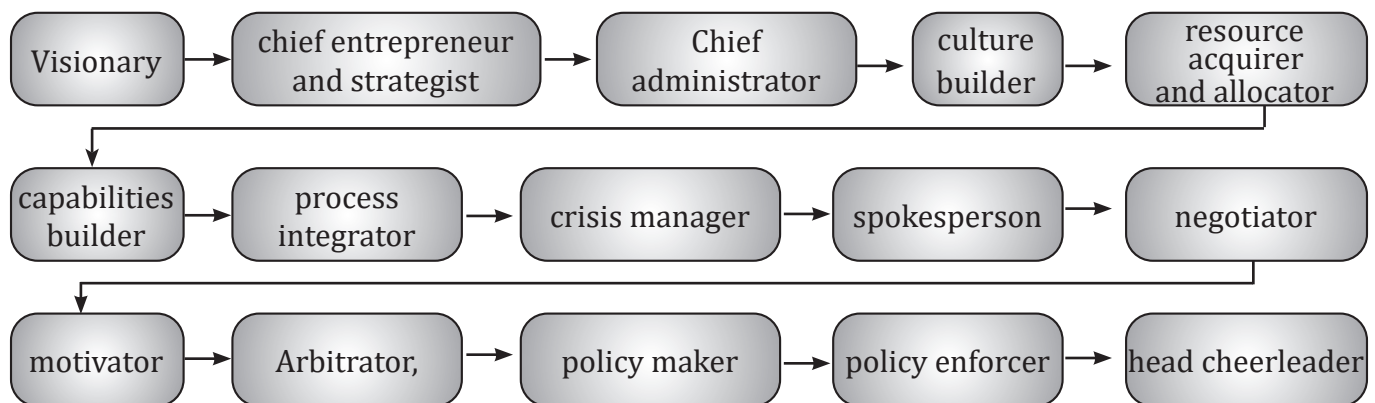 Visionary
chief entrepreneur
and strategist
Chief
administrator
culture
builder
resource
acquirer
and allocator
capabilities
builder
process
integrator
crisis manager
spokesperson
negotiator
motivator
Arbitrator,
policy maker
policy enforcer
head cheerleader